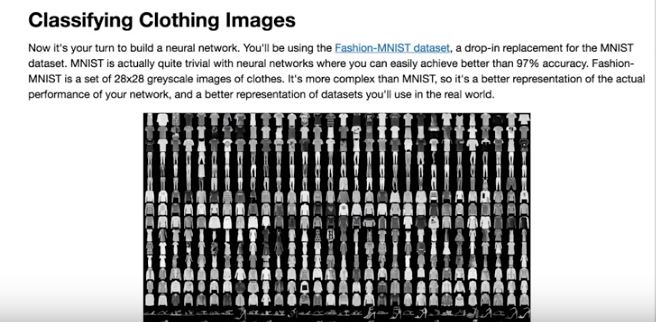 Classifying Clothing Images
Now it's your turn to build a neural network. You'll be using the Fashion-MNIST dataset, a drop-in replacement for the MNIST
dataset. MNIST is actually quite trivial with neural networks where you can easily achieve better than 97% accuracy. Fashion-
MNIST is a set of 28x28 greyscale images of clothes. It's more complex than MNIST, so it's a better representation of the actual
performance of your network, and a better representation of datasets you'll use in the real world.